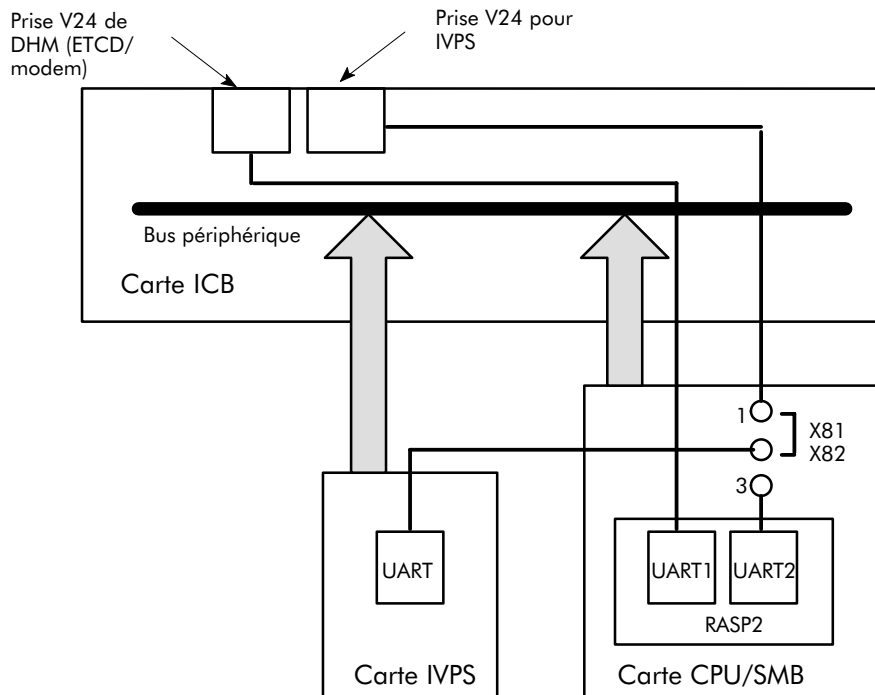 Prise V24 de
DHM (ETCD/
modem)
Prise V24 pour
IVPS
Bus périphérique
Carte ICB
1
X81
X82
3
UART
UART1
UART2
RASP2
Carte IVPS
Carte CPU/SMB